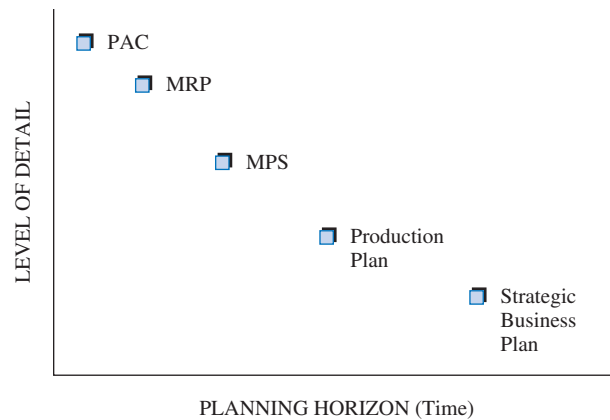 PAC
MRP
MPS
Production
Plan
Strategic
Business
Plan
LEVEL OF DETAIL
PLANNING HORIZON (Time)